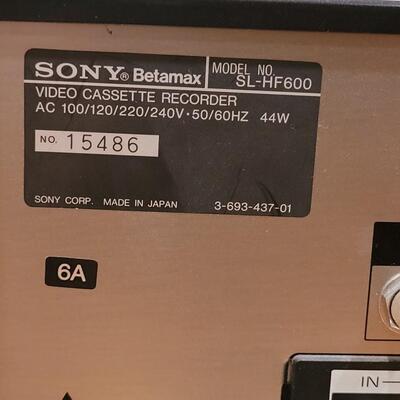 SONY® Betamax
MODEL NO.
SL-HF600
VIDEO CASSETTE RECORDER
AC 100/120/220/240V·50/60HZ 44W
NO. 15486
SONY CORP. MADE IN JAPAN 3-693-437-01
6A
IN